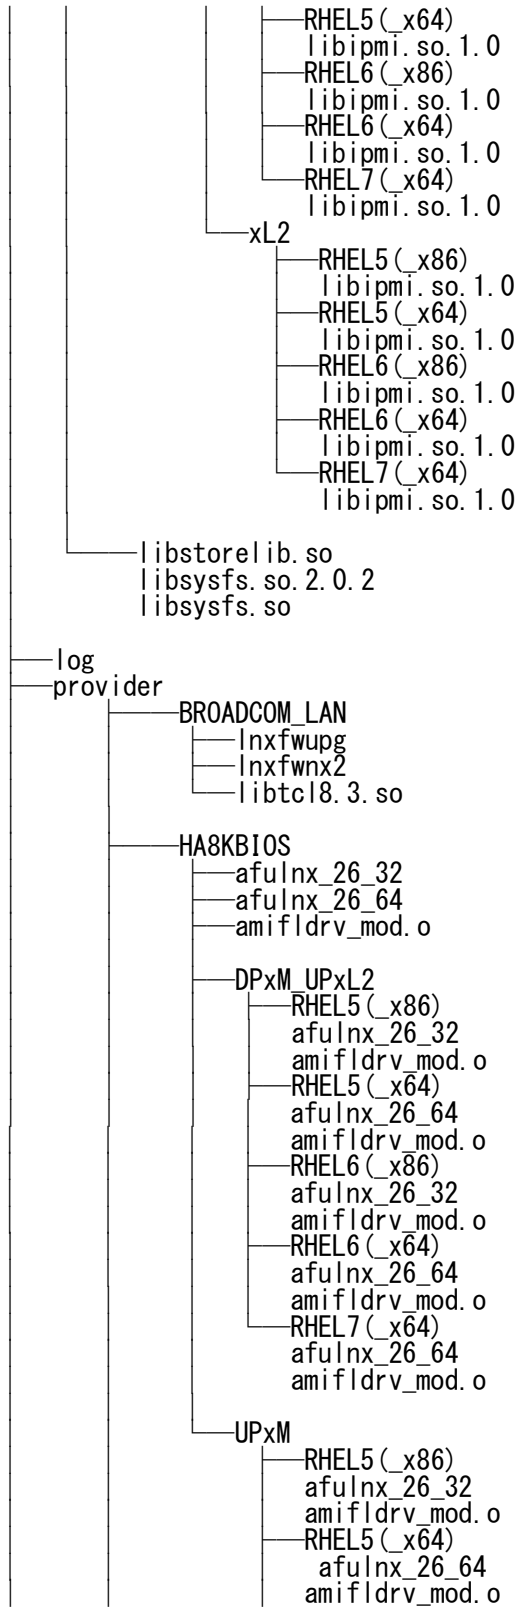 RHEL5(_x64)
libipmi.so.1.0
RHEL6(_x86)
libipmi.so.1.0
RHEL6(_x64)
libipmi.so.1.0
RHEL7(_x64)
libipmi.so.1.0
xL2
RHEL5(_x86)
libipmi.so.1.0
RHEL5(_x64)
libipmi.so.1.0
RHEL6(_x86)
libipmi.so.1.0
RHEL6(_x64)
libipmi.so.1.0
RHEL7(_x64)
libipmi.so.1.0
libstorelib.so
libsysfs.so.2.0.2
libsysfs.so
log
provider
BROADCOM_LAN
lnxfwupg
lnxfwnx2
libtcl8.3.so
HA8KBIOS
afulnx_26_32
afulnx_26_64
amifldrv_mod.o
DPxM_UPxL2
RHEL5(_x86)
afulnx_26_32
amifldrv_mod.o
RHEL5(_x64)
afulnx_26_64
amifldrv_mod.o
RHEL6(_x86)
afulnx_26_32
amifldrv_mod.o
RHEL6(_x64)
afulnx_26_64
amifldrv_mod.o
RHEL7(_x64)
afulnx_26_64
amifldrv_mod.o
UPxM
RHEL5(_x86)
afulnx_26_32
amifldrv_mod.o
RHEL5(_x64)
afulnx_26_64
amifldrv_mod.o